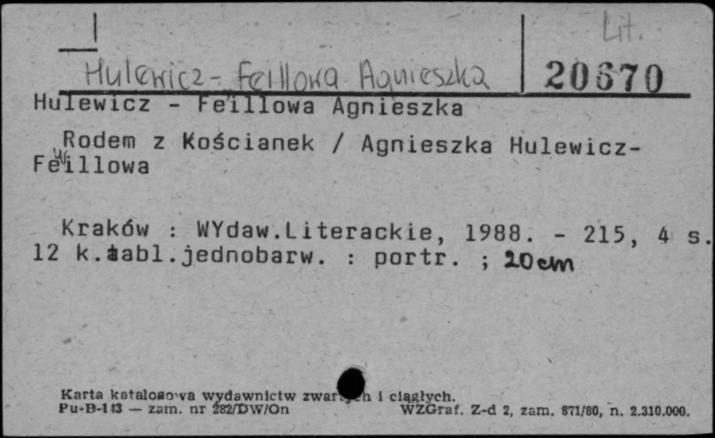 Lit.
Hulewicz - Feillowa Agnieszka
20670
Hulewicz - Feillowa Agnieszka
Rodem z Kościanek / Agnieszka Hulewicz-
Feillowa
Kraków : WYdaw.Literackie, 1988. - 215, 4 s.
12 k.tabl.jednobarw. : portr. ; 20cm
Karta katalogowa wydawnictw zwartych i ciągłych.
Pu-B-113 — zam. nr 282/DW/On
WZGraf. Z-d 2, zam. 871/80, n. 2.310.000.